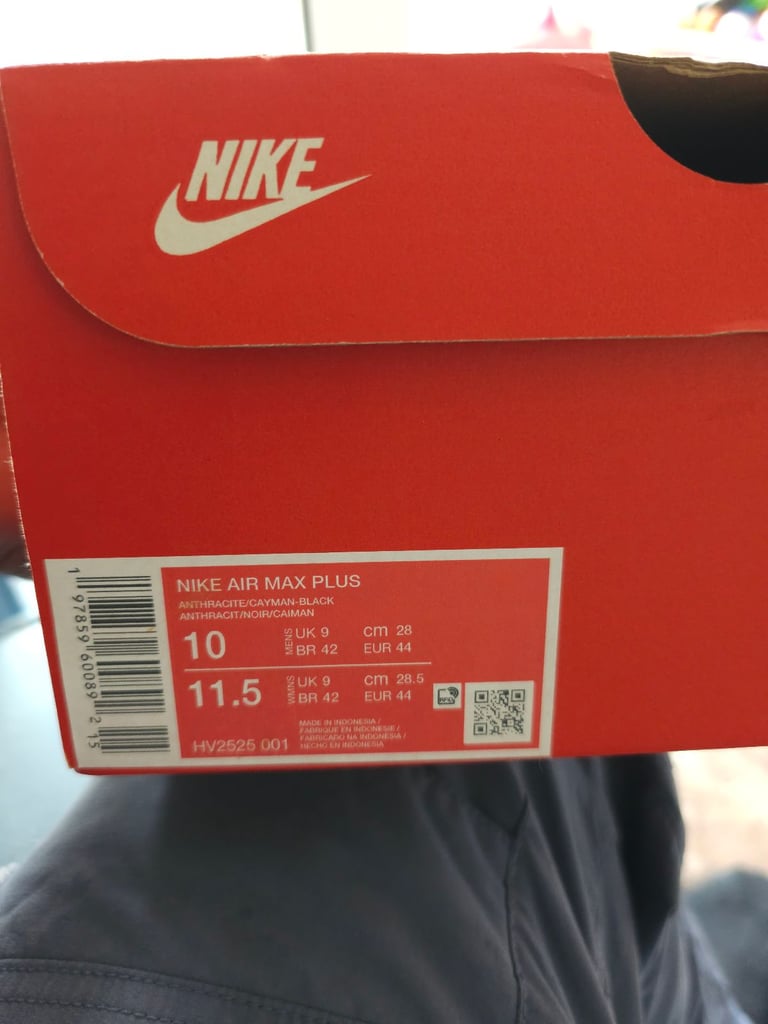 NIKE
NIKE AIR MAX PLUS
ANTHRACITE/CAYMAN-BLACK
ANTHRACIT/NOIR/CAIMAN
10
MENS
UK 9 cm 28
BR 42 EUR 44
11.5
WMNS
UK 9 cm 28.5
BR 42 EUR 44
HV2525 001
MADE IN INDONESIA /
FABRIQUE EN INDONESIE /
FABRICADO NA INDONESIA /
HECHO EN INDONESIA
1 97859 60089 2 15